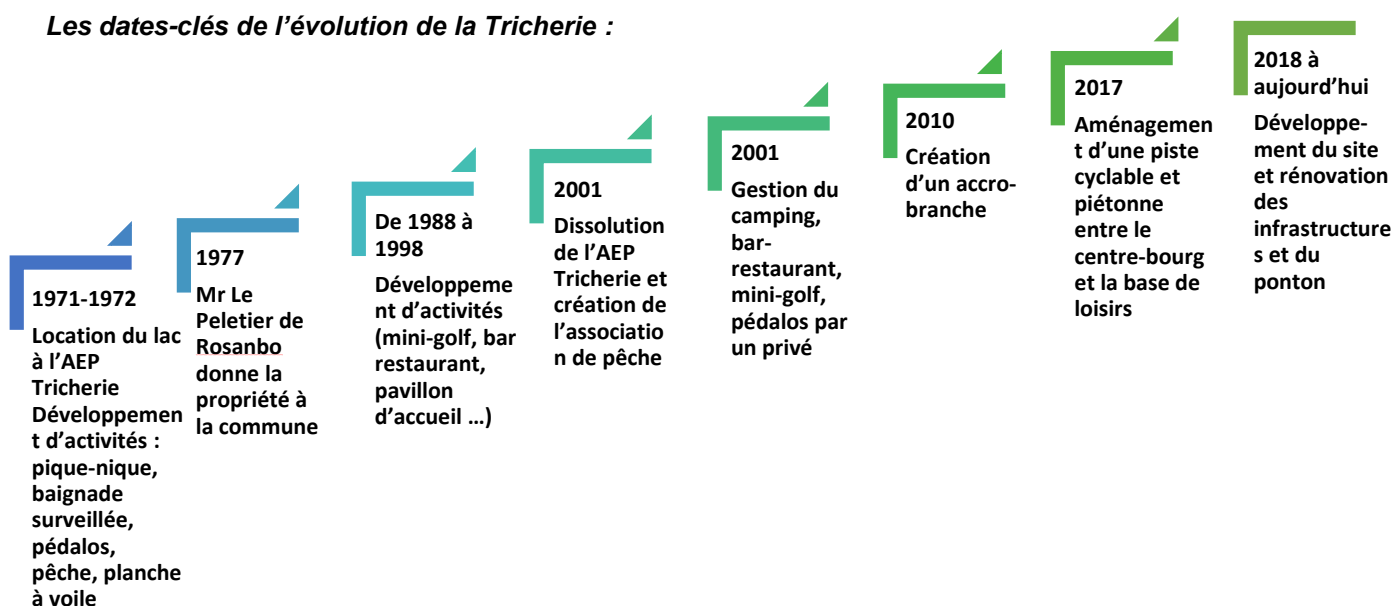 Les dates-clés de l'évolution de la Tricherie :
1971-1972
Location du lac
à l'AEP
Tricherie
Développemen
t d'activités :
pique-nique,
baignade
surveillée,
pédalos,
pêche, planche
à voile
1977
Mr Le
Peletier de
Rosanbo
donne la
propriété à
la commune
De 1988 à
1998
Développeme
nt d'activités
(mini-golf, bar
restaurant,
pavillon
d'accueil ...)
2001
Dissolution
de l'AEP
Tricherie et
création de
l'associatio
n de pêche
2001
Gestion du
camping,
bar-
restaurant,
mini-golf,
pédalos par
un privé
2010
Création
d'un accro-
branche
2017
Aménagemen
t d'une piste
cyclable et
piétonne
entre le
centre-bourg
et la base de
loisirs
2018 à
aujourd'hui
Développe-
ment du site
et rénovation
des
infrastructure
s et du
ponton